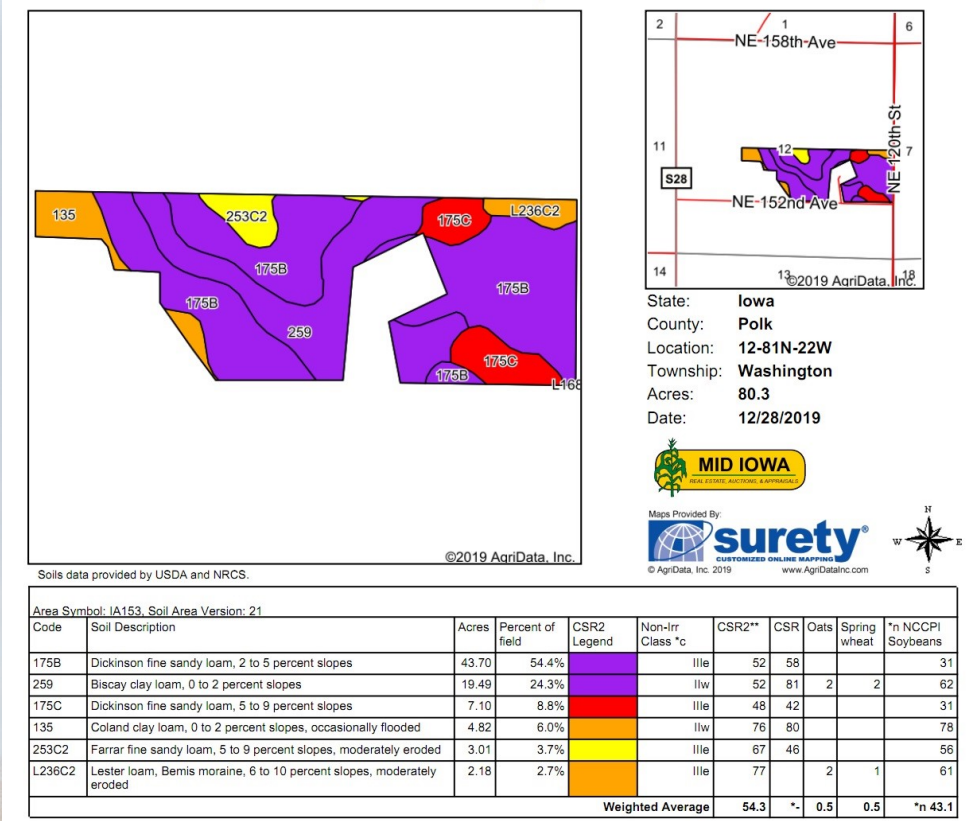 135
253C2
175C
L236C2
175B
175B
175B
259
175C
175B
L168
©2019 AgriData, Inc.
Soils data provided by USDA and NRCS.
2
1
6
NE 158th Ave
NE 120th St
11
12
7
S28
NE 152nd Ave
14
13
18
©2019 AgriData, Inc.
State: Iowa
County: Polk
Location: 12-81N-22W
Township: Washington
Acres: 80.3
Date: 12/28/2019
MID IOWA
REAL ESTATE, AUCTIONS, & APPRAISALS
Maps Provided By:
surety®
CUSTOMIZED ONLINE MAPPING
© AgriData, Inc. 2019 www.AgriDataInc.com
N
W E
S
Area Symbol: IA153, Soil Area Version: 21
Code Soil Description Acres Percent of field CSR2 Legend Non-Irr Class *c CSR2** CSR Oats Spring wheat *n NCCPI Soybeans
175B Dickinson fine sandy loam, 2 to 5 percent slopes 43.70 54.4% IIIe 52 58 31
259 Biscay clay loam, 0 to 2 percent slopes 19.49 24.3% IIw 52 81 2 2 62
175C Dickinson fine sandy loam, 5 to 9 percent slopes 7.10 8.8% IIIe 48 42 31
135 Coland clay loam, 0 to 2 percent slopes, occasionally flooded 4.82 6.0% IIw 76 80 78
253C2 Farrar fine sandy loam, 5 to 9 percent slopes, moderately eroded 3.01 3.7% IIIe 67 46 56
L236C2 Lester loam, Bemis moraine, 6 to 10 percent slopes, moderately eroded 2.18 2.7% IIIe 77 2 1 61
Weighted Average 54.3 *- 0.5 0.5 *n 43.1